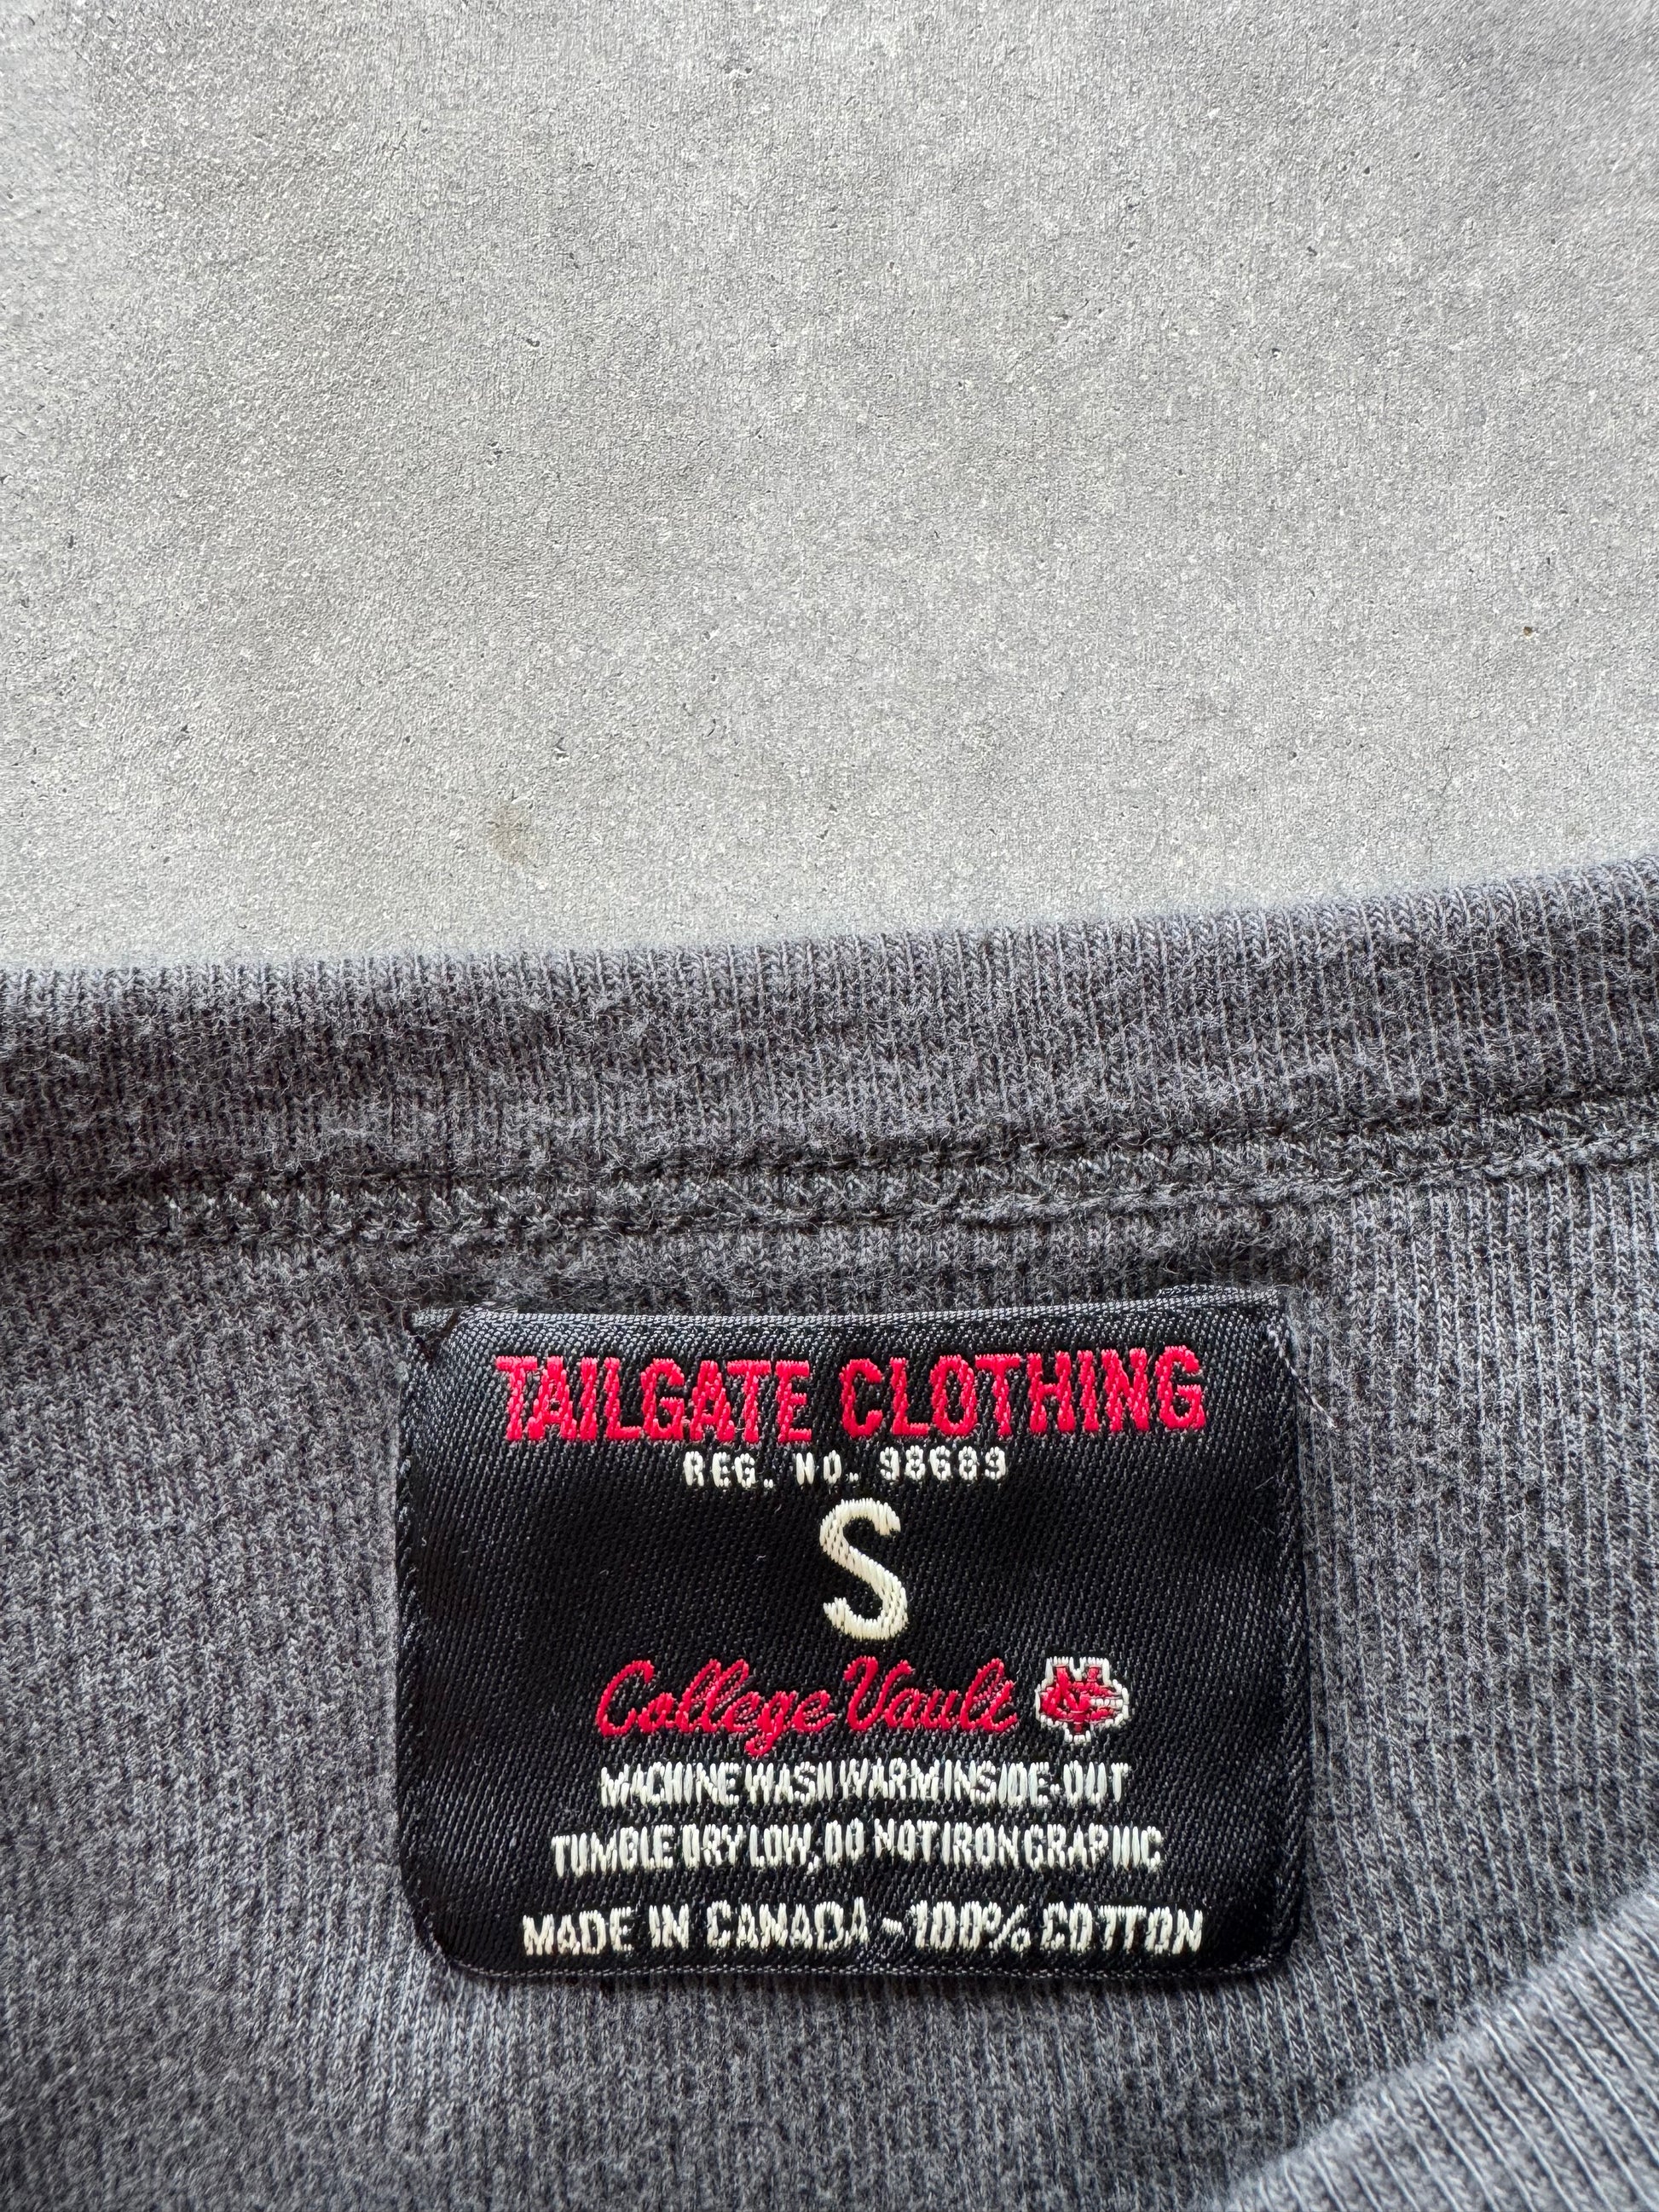 TAILGATE CLOTHING
REG. NO. 98689
S
College Vault
MACHINE WASH WARM INSIDE-OUT
TUMBLE DRY LOW, DO NOT IRON GRAPHIC
MADE IN CANADA - 100% COTTON